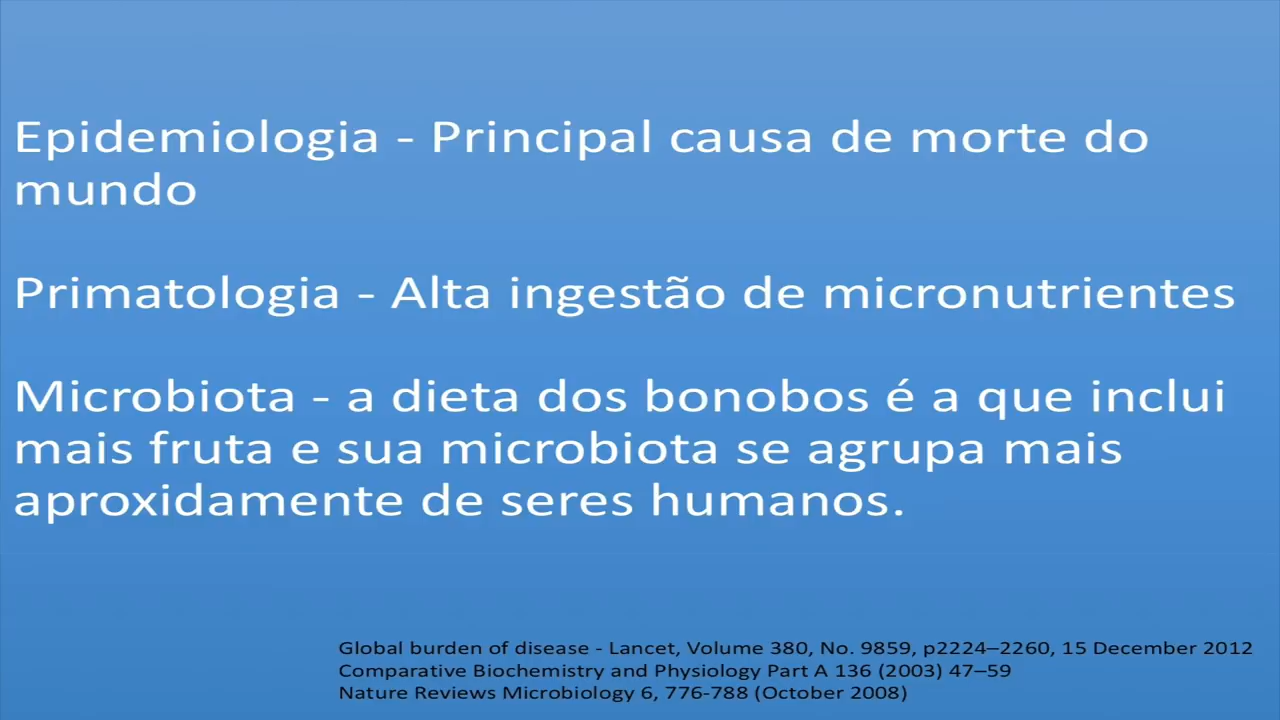 Epidemiologia - Principal causa de morte do
mundo
Primatologia - Alta ingestão de micronutrientes
Microbiota - a dieta dos bonobos é a que inclui
mais fruta e sua microbiota se agrupa mais
aproxidamente de seres humanos.
Global burden of disease - Lancet, Volume 380, No. 9859, p2224–2260, 15 December 2012
Comparative Biochemistry and Physiology Part A 136 (2003) 47–59
Nature Reviews Microbiology 6, 776-788 (October 2008)